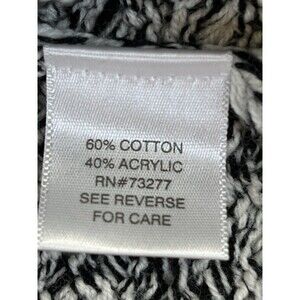 60% COTTON
40% ACRYLIC
RN#73277
SEE REVERSE
FOR CARE